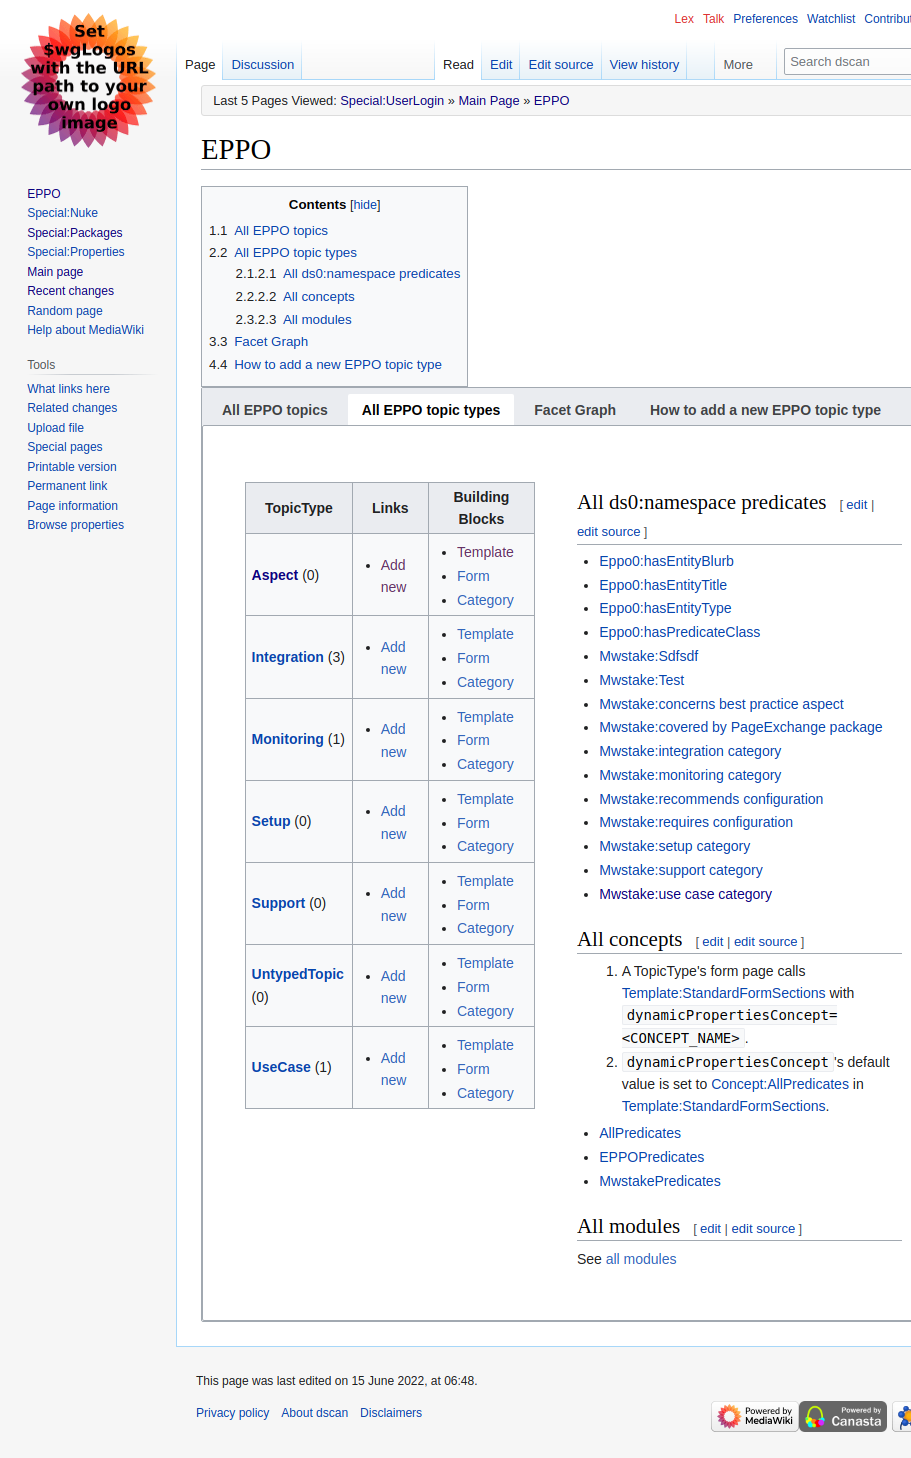 Set
$wgLogos
with the URL
path to your
own logo
image
Lex Talk Preferences Watchlist
Page Discussion Read Edit Edit source View history More Search dscan
Last 5 Pages Viewed: Special:UserLogin » Main Page » EPPO
EPPO
EPPO
Special:Nuke
Special:Packages
Special:Properties
Main page
Recent changes
Random page
Help about MediaWiki
Tools
What links here
Related changes
Upload file
Special pages
Printable version
Permanent link
Page information
Browse properties
Contents [hide]
1.1 All EPPO topics
2.2 All EPPO topic types
2.1.2.1 All ds0:namespace predicates
2.2.2.2 All concepts
2.3.2.3 All modules
3.3 Facet Graph
4.4 How to add a new EPPO topic type
All EPPO topics All EPPO topic types Facet Graph How to add a new EPPO topic type
TopicType Links Building
Blocks
Aspect (0)
• Add
new
• Template
• Form
• Category
Integration (3)
• Add
new
• Template
• Form
• Category
Monitoring (1)
• Add
new
• Template
• Form
• Category
Setup (0)
• Add
new
• Template
• Form
• Category
Support (0)
• Add
new
• Template
• Form
• Category
UntypedTopic
(0)
• Add
new
• Template
• Form
• Category
UseCase (1)
• Add
new
• Template
• Form
• Category
All ds0:namespace predicates [ edit |
edit source ]
• Eppo0:hasEntityBlurb
• Eppo0:hasEntityTitle
• Eppo0:hasEntityType
• Eppo0:hasPredicateClass
• Mwstake:Sdfsdf
• Mwstake:Test
• Mwstake:concerns best practice aspect
• Mwstake:covered by PageExchange package
• Mwstake:integration category
• Mwstake:monitoring category
• Mwstake:recommends configuration
• Mwstake:requires configuration
• Mwstake:setup category
• Mwstake:support category
• Mwstake:use case category
All concepts [ edit | edit source ]
1. A TopicType's form page calls
Template:StandardFormSections with
dynamicPropertiesConcept=
<CONCEPT_NAME> .
2. dynamicPropertiesConcept 's default
value is set to Concept:AllPredicates in
Template:StandardFormSections.
• AllPredicates
• EPPOPredicates
• MwstakePredicates
All modules [ edit | edit source ]
See all modules
This page was last edited on 15 June 2022, at 06:48.
Privacy policy About dscan Disclaimers
Powered by
MediaWiki
Powered by
Canasta